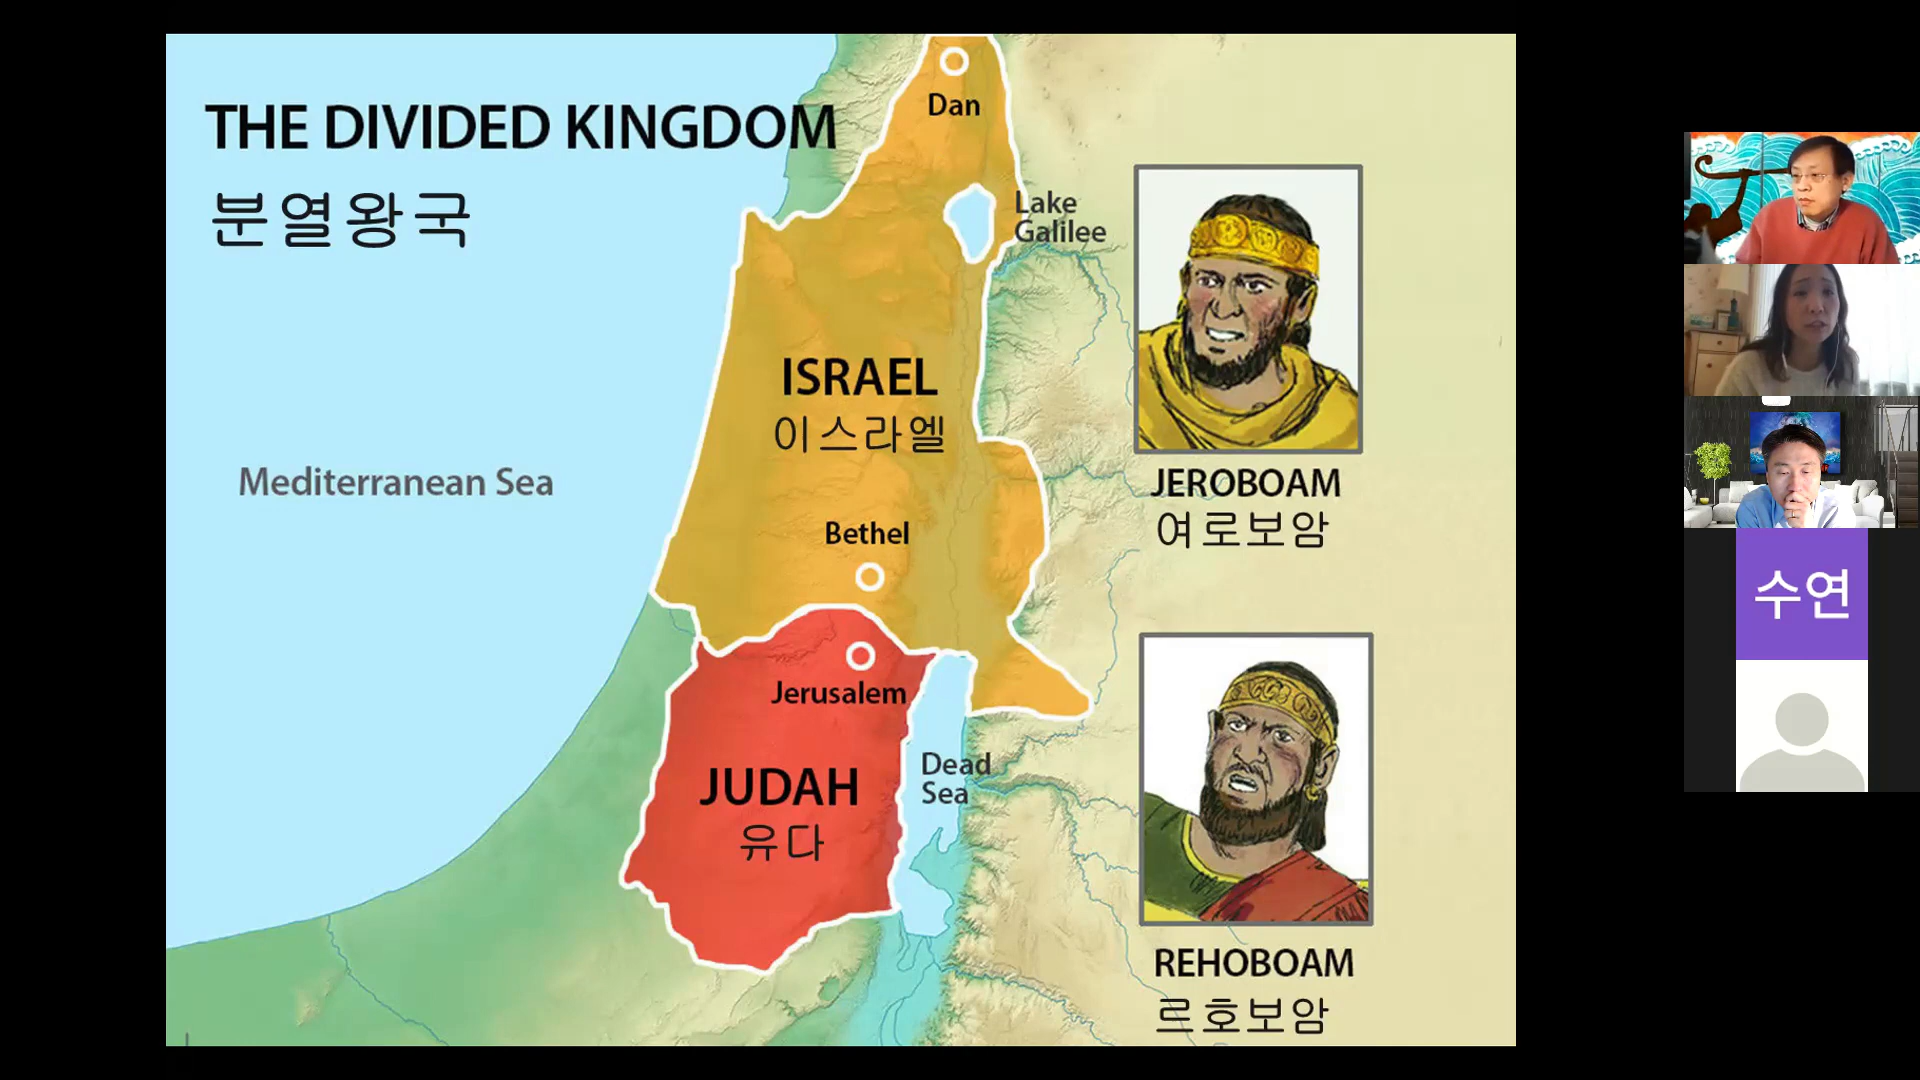 THE DIVIDED KINGDOM
분열왕국
Dan
Lake
Galilee
ISRAEL
이스라엘
Mediterranean Sea
JEROBOAM
여로보암
Bethel
Jerusalem
JUDAH
유다
Dead
Sea
REHOBOAM
르호보암
수연